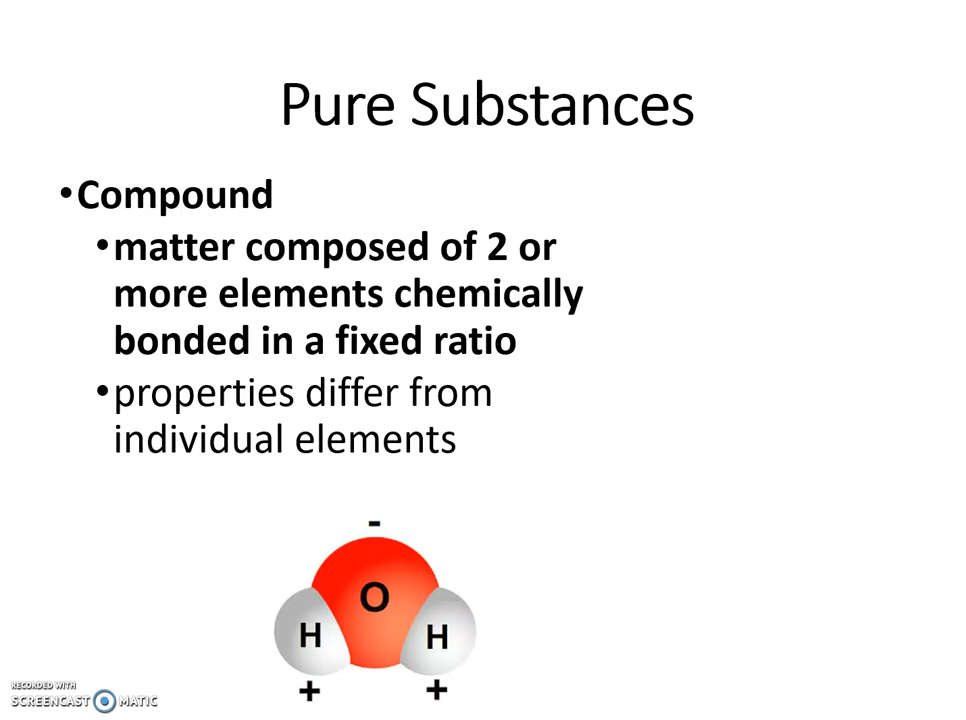 Pure Substances
•Compound
•matter composed of 2 or
more elements chemically
bonded in a fixed ratio
•properties differ from
individual elements
-
O
H H
+ +
RECORDED WITH
SCREENCAST MATIC